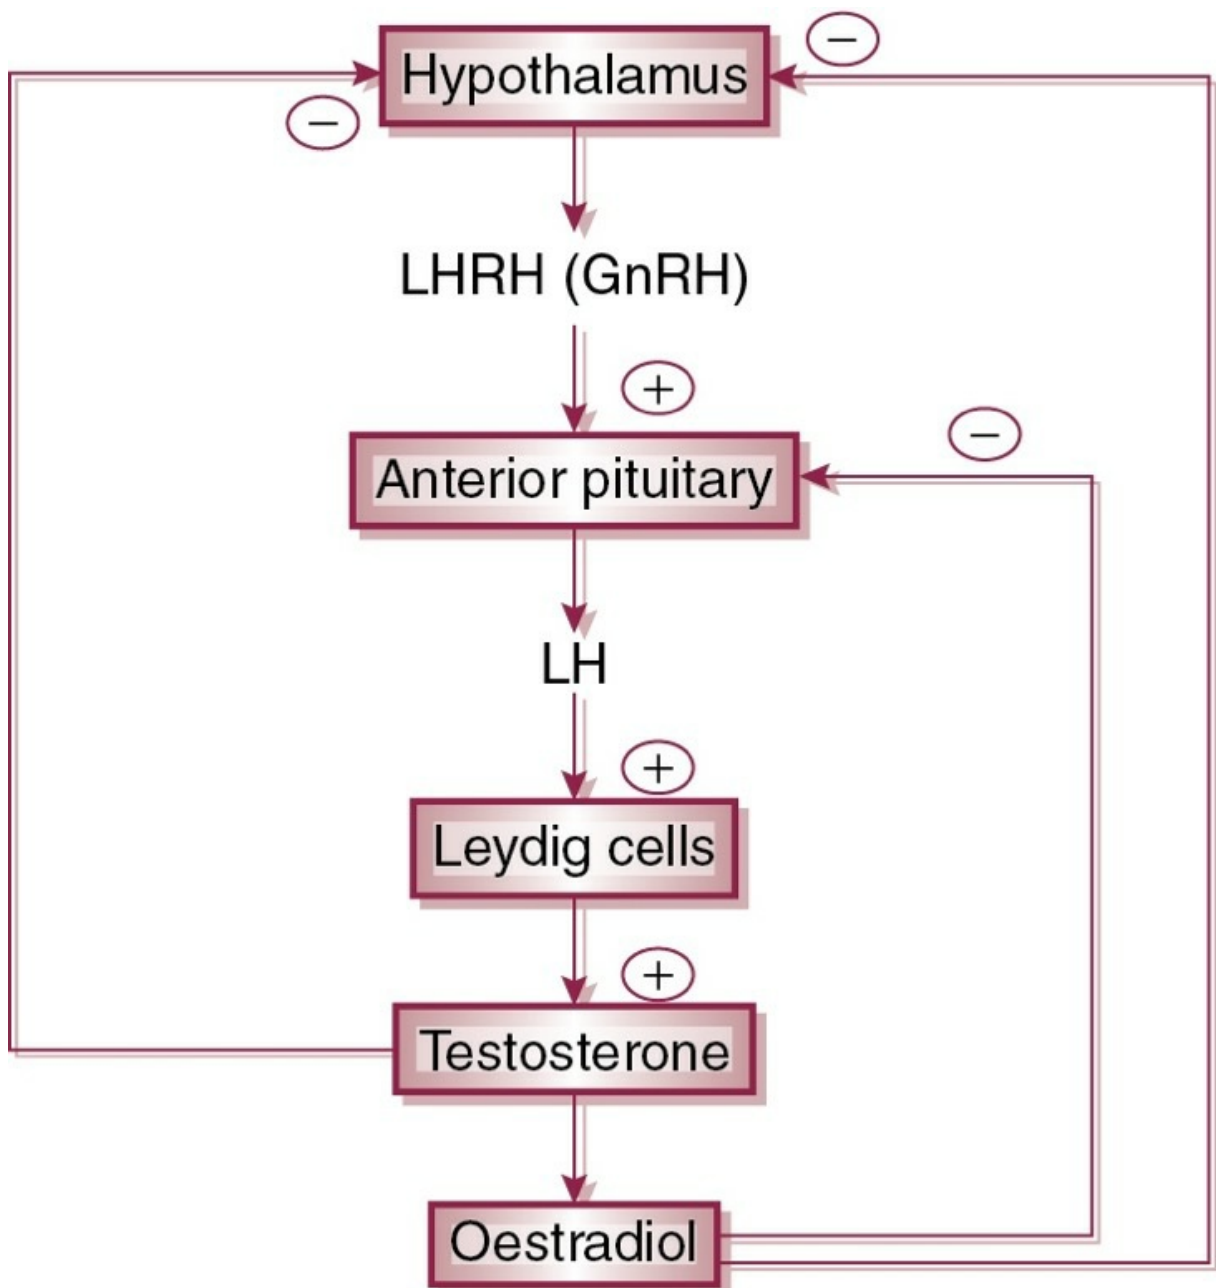 −
Hypothalamus
−
LHRH (GnRH)
+
−
Anterior pituitary
LH
+
Leydig cells
+
Testosterone
Oestradiol